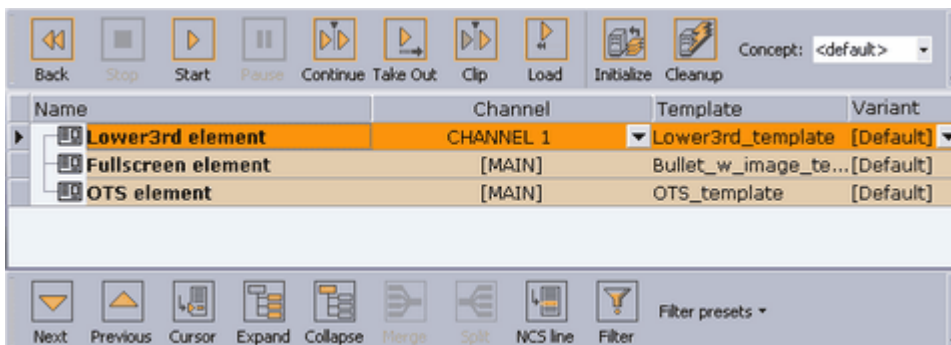 Back Stop Start Pause Continue Take Out Clip Load Initialize Cleanup Concept: <default>
Name Channel Template Variant
Lower3rd element CHANNEL 1 Lower3rd_template [Default]
Fullscreen element [MAIN] Bullet_w_image_te...[Default]
OTS element [MAIN] OTS_template [Default]
Next Previous Cursor Expand Collapse Merge Split NCS line Filter Filter presets